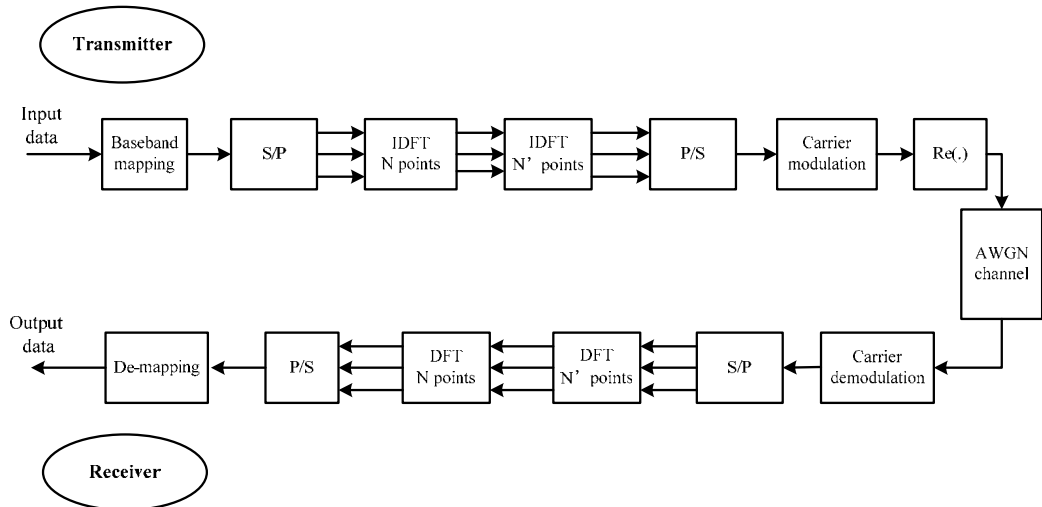 Transmitter
Input
data
Baseband
mapping
S/P
IDFT
N points
IDFT
N' points
P/S
Carrier
modulation
Re(.)
AWGN
channel
Output
data
De-mapping
P/S
DFT
N points
DFT
N' points
S/P
Carrier
demodulation
Receiver